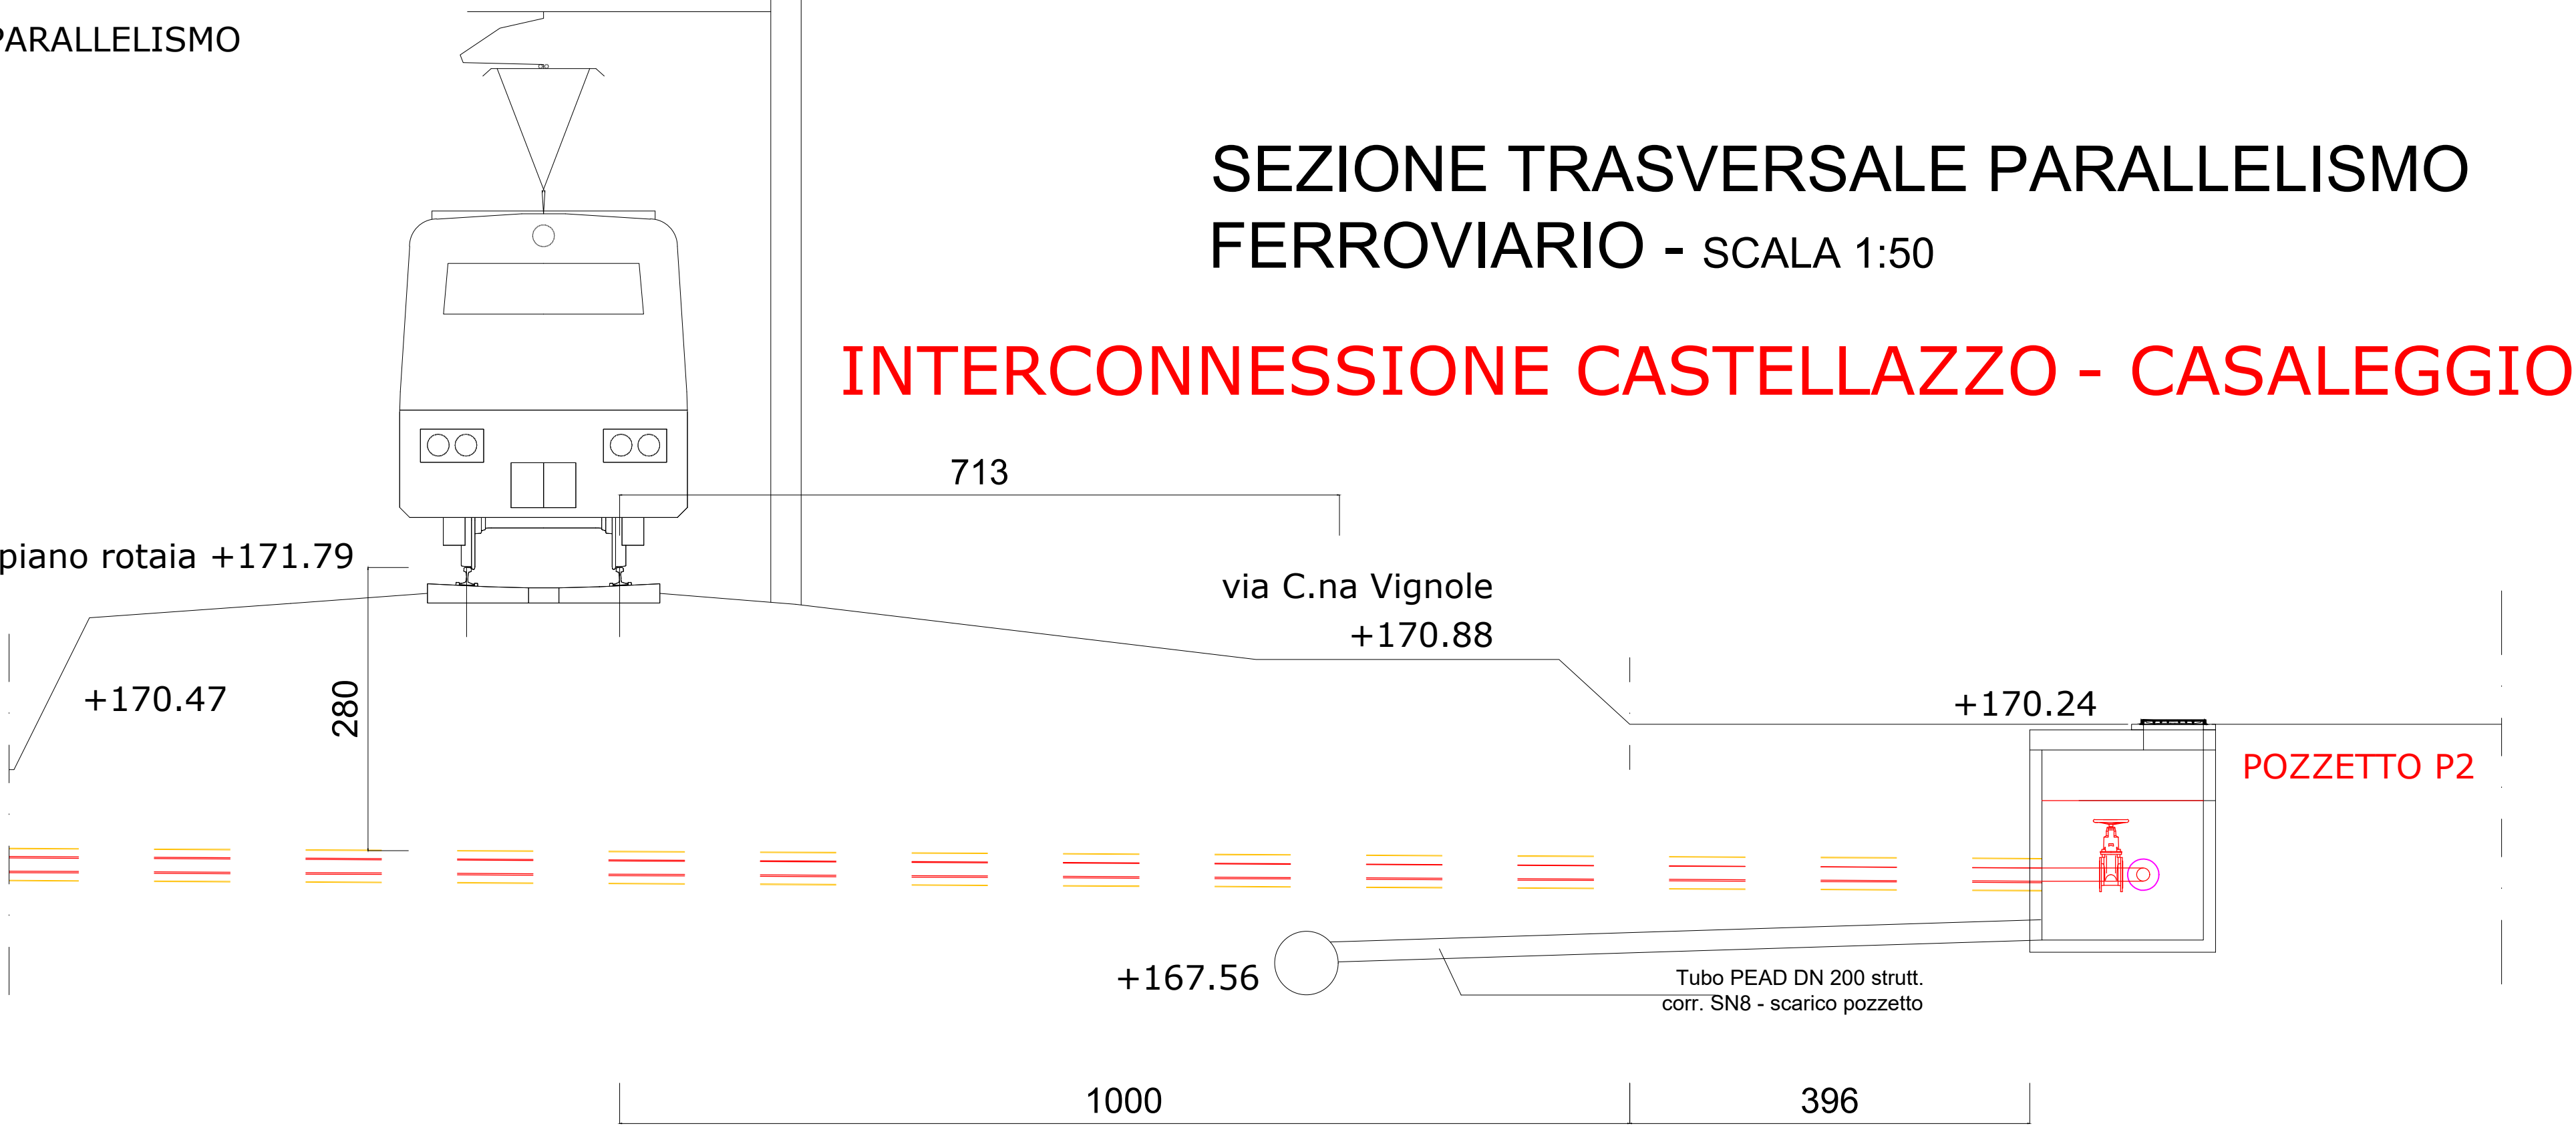 PARALLELISMO
SEZIONE TRASVERSALE PARALLELISMO
FERROVIARIO - SCALA 1:50
INTERCONNESSIONE CASTELLAZZO - CASALEGGIO
713
piano rotaia +171.79
via C.na Vignole
+170.88
+170.47
280
+170.24
POZZETTO P2
+167.56
Tubo PEAD DN 200 strutt.
corr. SN8 - scarico pozzetto
1000
396